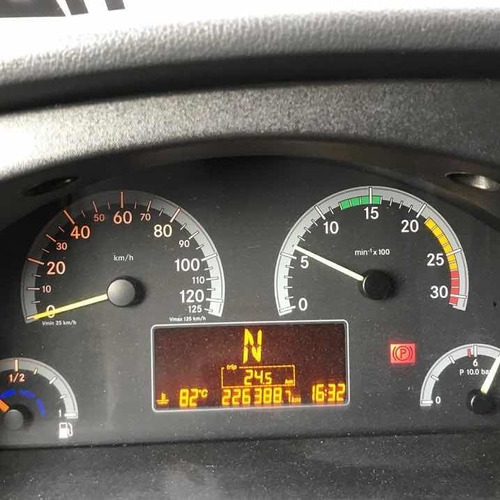 0 10 20 30 40 50 60 70 80 90 100 110 120 125
km/h
Vmin 25 km/h
Vmax 125 km/h
0 5 10 15 20 25 30
min⁻¹ x 100
N
trip
24.5 km
82°C 226388.7 km 16:32
(P)
1/2 1
0 6
P 10.0 bar